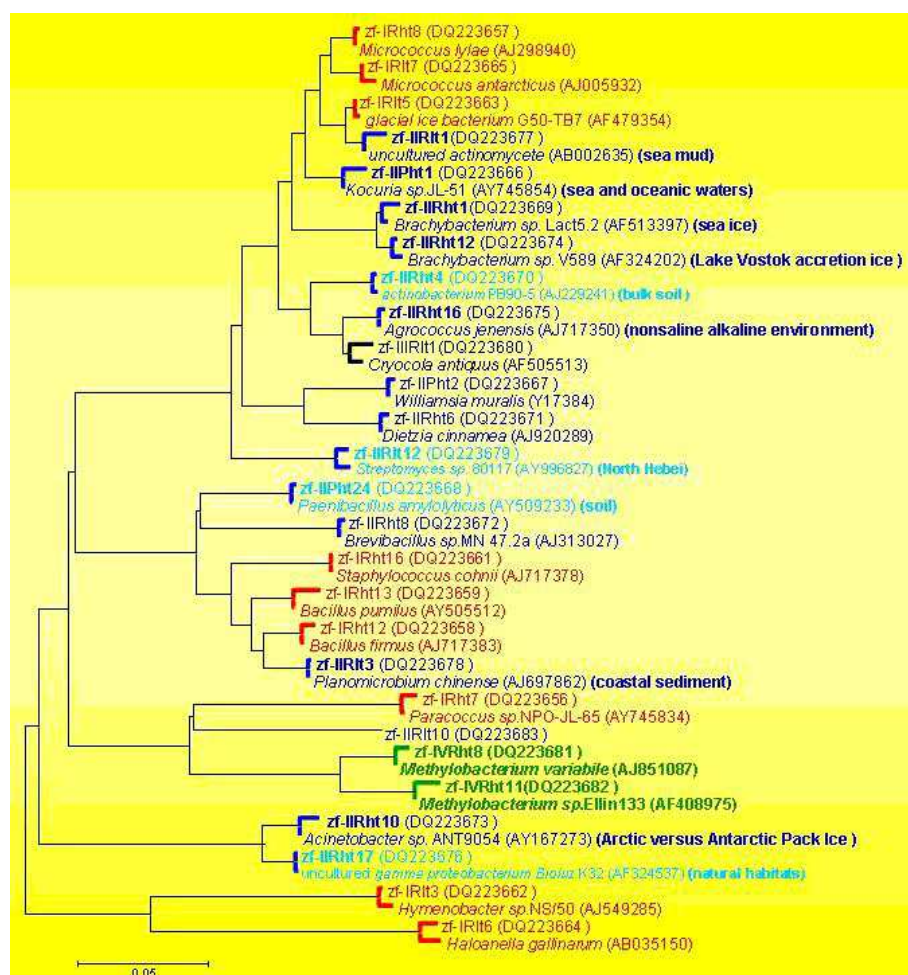 zf-IRht8 (DQ223657 )
Micrococcus lylae (AJ298940)
zf-IRlt7 (DQ223665 )
Micrococcus antarcticus (AJ005932)
zf-IRlt5 (DQ223663 )
glacial ice bacterium G50-TB7 (AF479354)
zf-IIRlt1(DQ223677 )
uncultured actinomycete (AB002635) (sea mud)
zf-IIPht1 (DQ223666 )
Kocuria sp.JL-51 (AY745854) (sea and oceanic waters)
zf-IIRht1(DQ223669 )
Brachybacterium sp. Lact5.2 (AF513397) (sea ice)
zf-IIRht12 (DQ223674 )
Brachybacterium sp. V589 (AF324202) (Lake Vostok accretion ice )
zf-IIRht4 (DQ223670 )
actinobacterium PB90-5 (AJ229241) (bulk soil )
zf-IIRht16 (DQ223675 )
Agrococcus jenensis (AJ717350) (nonsaline alkaline environment)
zf-IIIRlt1(DQ223680 )
Cryocola antiquus (AF505513)
zf-IIPht2 (DQ223667 )
Williamsia muralis (Y17384)
zf-IIRht6 (DQ223671 )
Dietzia cinnamea (AJ920289)
zf-IIRlt12 (DQ223679 )
Streptomyces sp. 80117 (AY996827) (North Hebei)
zf-IIPht24 (DQ223668 )
Paenibacillus amylolyticus (AY509233) (soil)
zf-IIRht8 (DQ223672 )
Brevibacillus sp.MN 47.2a (AJ313027)
zf-IRht16 (DQ223661 )
Staphylococcus cohnii (AJ717378)
zf-IRht13 (DQ223659 )
Bacillus pumilus (AY505512)
zf-IRht12 (DQ223658 )
Bacillus firmus (AJ717383)
zf-IIRlt3 (DQ223678 )
Planomicrobium chinense (AJ697862) (coastal sediment)
zf-IRht7 (DQ223656 )
Paracoccus sp.NPO-JL-65 (AY745834)
zf-IIRlt10 (DQ223683 )
zf-IVRht8 (DQ223681 )
Methylobacterium variabile (AJ851087)
zf-IVRht11(DQ223682 )
Methylobacterium sp.Ellin133 (AF408975)
zf-IIRht10 (DQ223673 )
Acinetobacter sp. ANT9054 (AY167273) (Arctic versus Antarctic Pack Ice )
zf-IIRht17 (DQ223676 )
uncultured gamma proteobacterium Bioluz K32 (AF324537) (natural habitats)
zf-IRlt3 (DQ223662 )
Hymenobacter sp.NS/50 (AJ549285)
zf-IRlt6 (DQ223664 )
Haloanella gallinarum (AB035150)
0.05